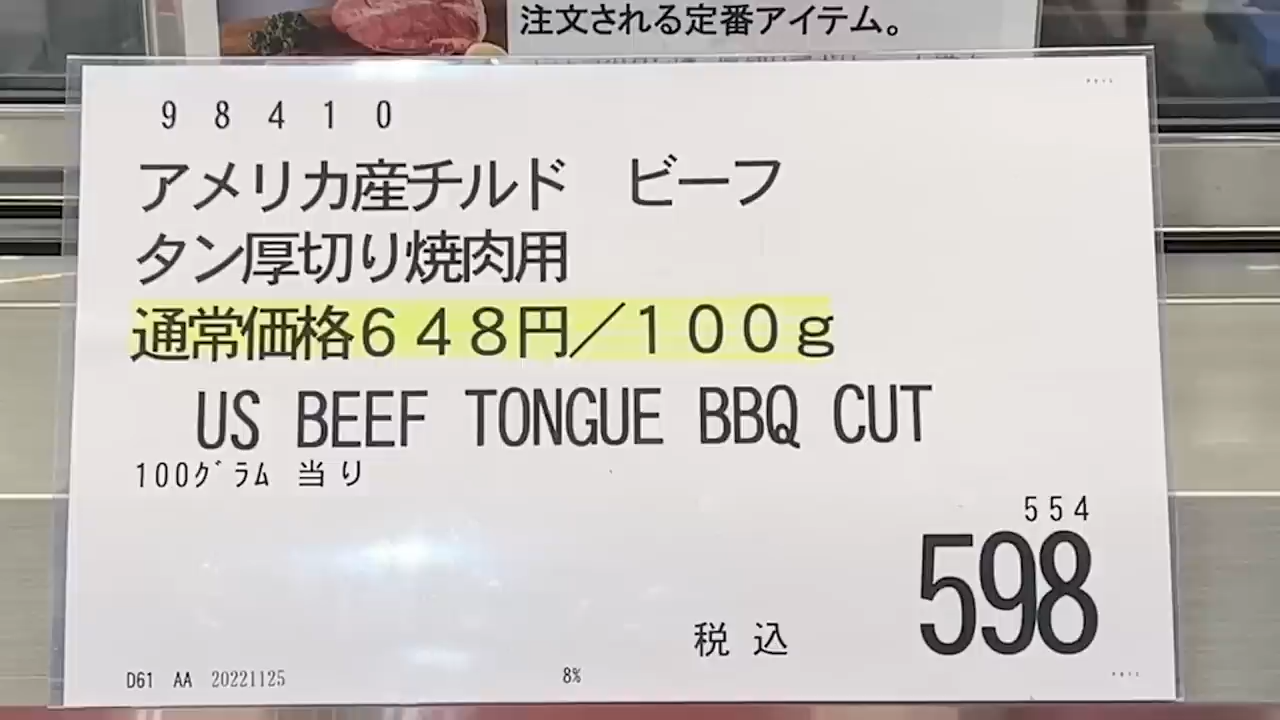 注文される定番アイテム。
98410
アメリカ産チルド　ビーフ
タン厚切り焼肉用
通常価格６４８円／１００ｇ
US BEEF TONGUE BBQ CUT
100ｸﾞﾗﾑ 当り
554
598
税込
D61 AA 20221125 8%